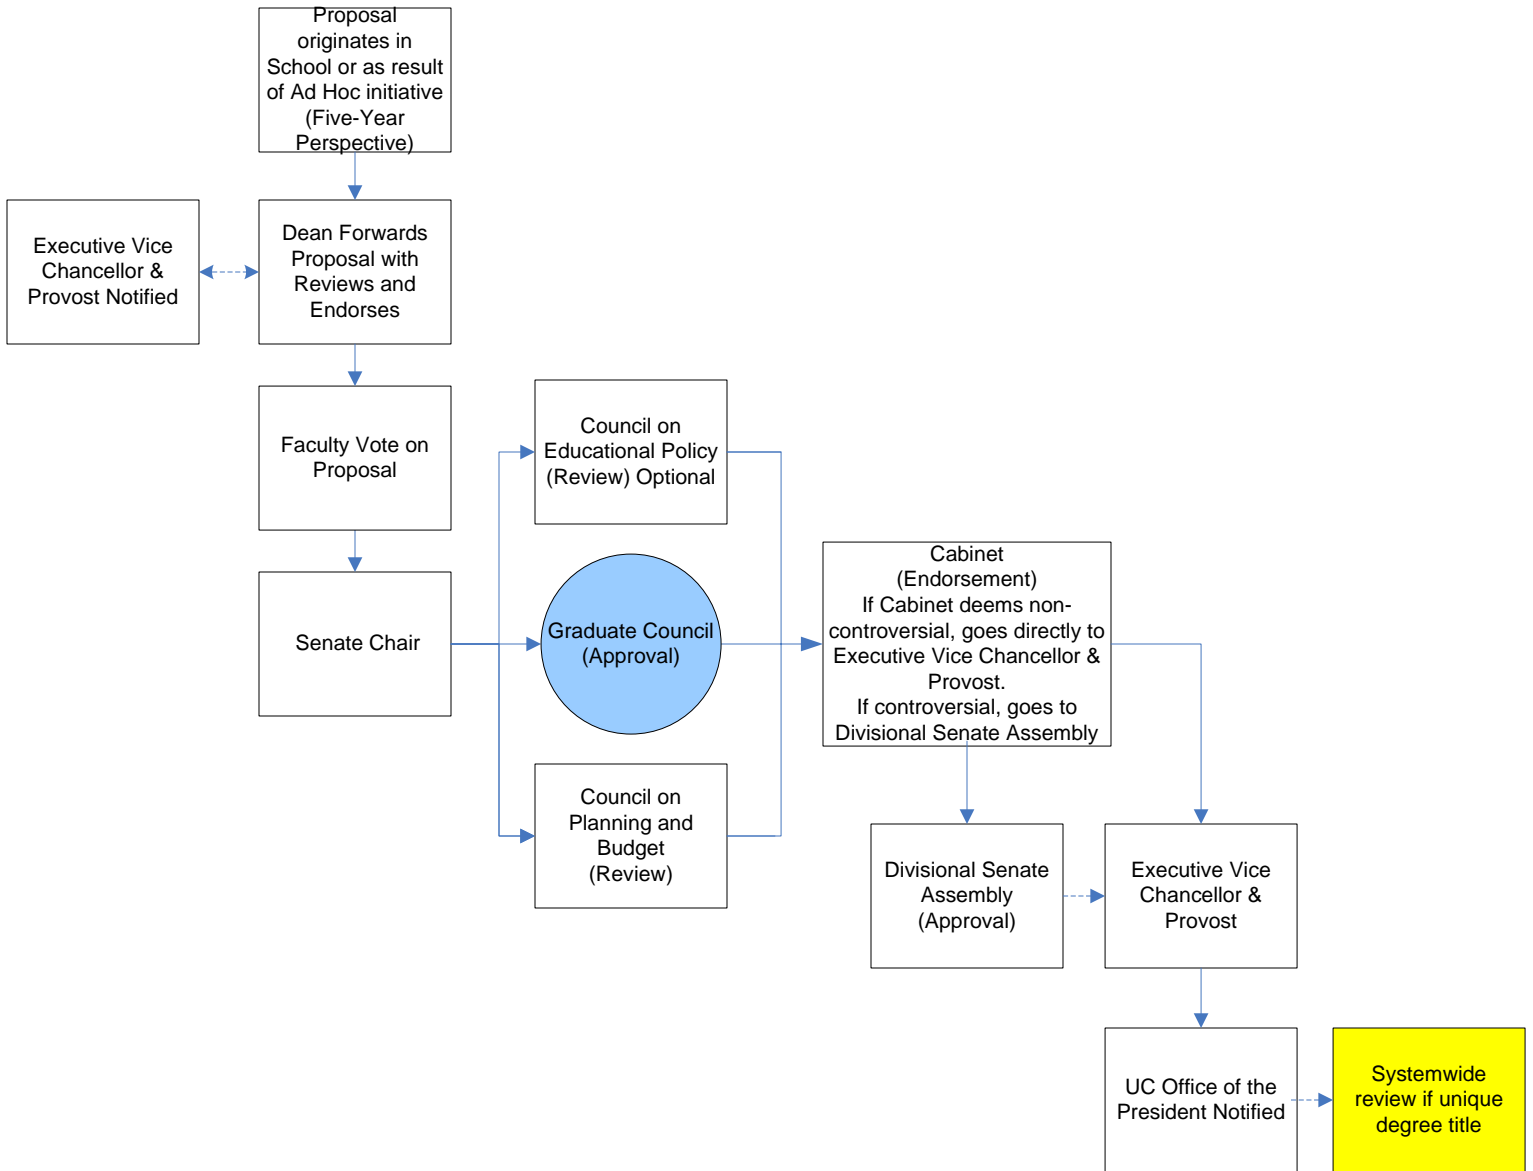 Proposal
originates in
School or as result
of Ad Hoc initiative
(Five-Year
Perspective)
Executive Vice
Chancellor &
Provost Notified
Dean Forwards
Proposal with
Reviews and
Endorses
Faculty Vote on
Proposal
Senate Chair
Council on
Educational Policy
(Review) Optional
Graduate Council
(Approval)
Council on
Planning and
Budget
(Review)
Cabinet
(Endorsement)
If Cabinet deems non-
controversial, goes directly to
Executive Vice Chancellor &
Provost.
If controversial, goes to
Divisional Senate Assembly
Divisional Senate
Assembly
(Approval)
Executive Vice
Chancellor &
Provost
UC Office of the
President Notified
Systemwide
review if unique
degree title